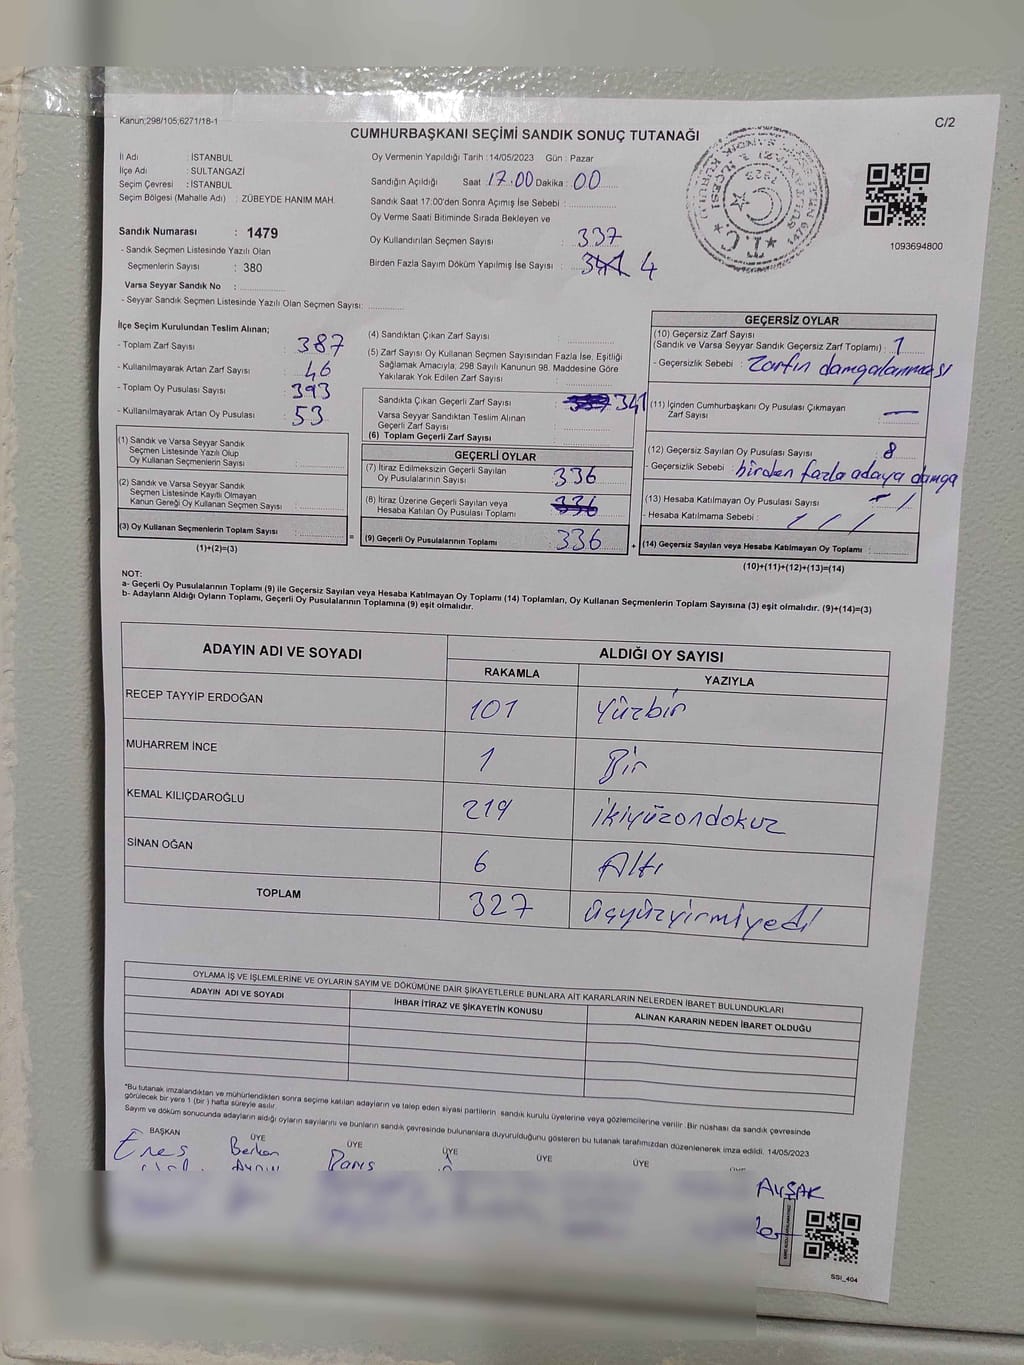 Kanun;298/105;6271/18-1
C/2
CUMHURBAŞKANI SEÇİMİ SANDIK SONUÇ TUTANAĞI
İl Adı : İSTANBUL
İlçe Adı : SULTANGAZİ
Seçim Çevresi : İSTANBUL
Seçim Bölgesi (Mahalle Adı) : ZÜBEYDE HANIM MAH.
Sandık Numarası : 1479
- Sandık Seçmen Listesinde Yazılı Olan
Seçmenlerin Sayısı : 380
Varsa Seyyar Sandık No :
- Seyyar Sandık Seçmen Listesinde Yazılı Olan Seçmen Sayısı:
Oy Vermenin Yapıldığı Tarih : 14/05/2023 Gün : Pazar
Sandığın Açıldığı Saat 17.00 Dakika : 00
Sandık Saat 17:00'den Sonra Açılmış İse Sebebi :
Oy Verme Saati Bitiminde Sırada Bekleyen ve
Oy Kullandırılan Seçmen Sayısı : 337
Birden Fazla Sayım Döküm Yapılmış İse Sayısı : 341 4
T.C.
1093694800
İlçe Seçim Kurulundan Teslim Alınan;
- Toplam Zarf Sayısı : 387
- Kullanılmayarak Artan Zarf Sayısı : 46
- Toplam Oy Pusulası Sayısı : 393
- Kullanılmayarak Artan Oy Pusulası : 53
(1) Sandık ve Varsa Seyyar Sandık
Seçmen Listesinde Yazılı Olup
Oy Kullanan Seçmenlerin Sayısı :
(2) Sandık ve Varsa Seyyar Sandık
Seçmen Listesinde Kayıtlı Olmayan
Kanun Gereği Oy Kullanan Seçmen Sayısı :
(3) Oy Kullanan Seçmenlerin Toplam Sayısı :
(1)+(2)=(3)
(4) Sandıktan Çıkan Zarf Sayısı :
(5) Zarf Sayısı Oy Kullanan Seçmen Sayısından Fazla İse, Eşitliği
Sağlamak Amacıyla; 298 Sayılı Kanunun 98. Maddesine Göre
Yakılarak Yok Edilen Zarf Sayısı :
Sandıkta Çıkan Geçerli Zarf Sayısı : 341
Varsa Seyyar Sandıktan Teslim Alınan
Geçerli Zarf Sayısı :
(6) Toplam Geçerli Zarf Sayısı :
GEÇERLİ OYLAR
(7) İtiraz Edilmeksizin Geçerli Sayılan
Oy Pusulalarının Sayısı : 336
(8) İtiraz Üzerine Geçerli Sayılan veya
Hesaba Katılan Oy Pusulası Toplamı : 336
(9) Geçerli Oy Pusulalarının Toplamı : 336
GEÇERSİZ OYLAR
(10) Geçersiz Zarf Sayısı
(Sandık ve Varsa Seyyar Sandık Geçersiz Zarf Toplamı) : 1
- Geçersizlik Sebebi : Zarfın damgalanması
(11) İçinden Cumhurbaşkanı Oy Pusulası Çıkmayan
Zarf Sayısı : —
(12) Geçersiz Sayılan Oy Pusulası Sayısı : 8
- Geçersizlik Sebebi : birden fazla adaya damga
(13) Hesaba Katılmayan Oy Pusulası Sayısı : - /
- Hesaba Katılmama Sebebi : / / /
(14) Geçersiz Sayılan veya Hesaba Katılmayan Oy Toplamı :
(10)+(11)+(12)+(13)=(14)
NOT:
a- Geçerli Oy Pusulalarının Toplamı (9) ile Geçersiz Sayılan veya Hesaba Katılmayan Oy Toplamı (14) Toplamları, Oy Kullanan Seçmenlerin Toplam Sayısına (3) eşit olmalıdır. (9)+(14)=(3)
b- Adayların Aldığı Oyların Toplamı, Geçerli Oy Pusulalarının Toplamına (9) eşit olmalıdır.
ADAYIN ADI VE SOYADI ALDIĞI OY SAYISI
RAKAMLA YAZIYLA
RECEP TAYYİP ERDOĞAN 101 Yüzbir
MUHARREM İNCE 1 Bir
KEMAL KILIÇDAROĞLU 219 ikiyüzondokuz
SİNAN OĞAN 6 Altı
TOPLAM 327 üçyüzyirmiyedi
OYLAMA İŞ VE İŞLEMLERİNE VE OYLARIN SAYIM VE DÖKÜMÜNE DAİR ŞİKAYETLERLE BUNLARA AİT KARARLARIN NELERDEN İBARET BULUNDUKLARI
ADAYIN ADI VE SOYADI İHBAR İTİRAZ VE ŞİKAYETİN KONUSU ALINAN KARARIN NEDEN İBARET OLDUĞU
*Bu tutanak imzalandıktan ve mühürlendikten sonra seçime katılan adayların ve talep eden siyasi partilerin sandık kurulu üyelerine veya gözlemcilerine verilir. Bir nüshası da sandık çevresinde
görülecek bir yere 1 (bir ) hafta süreyle asılır.
Sayım ve döküm sonucunda adayların aldığı oyların sayılarını ve bunların sandık çevresinde bulunanlara duyurulduğunu gösteren bu tutanak tarafımızdan düzenlenerek imza edildi. 14/05/2023
BAŞKAN ÜYE ÜYE ÜYE ÜYE ÜYE
Enes Berkan Barış
AVŞAR
SSI_404